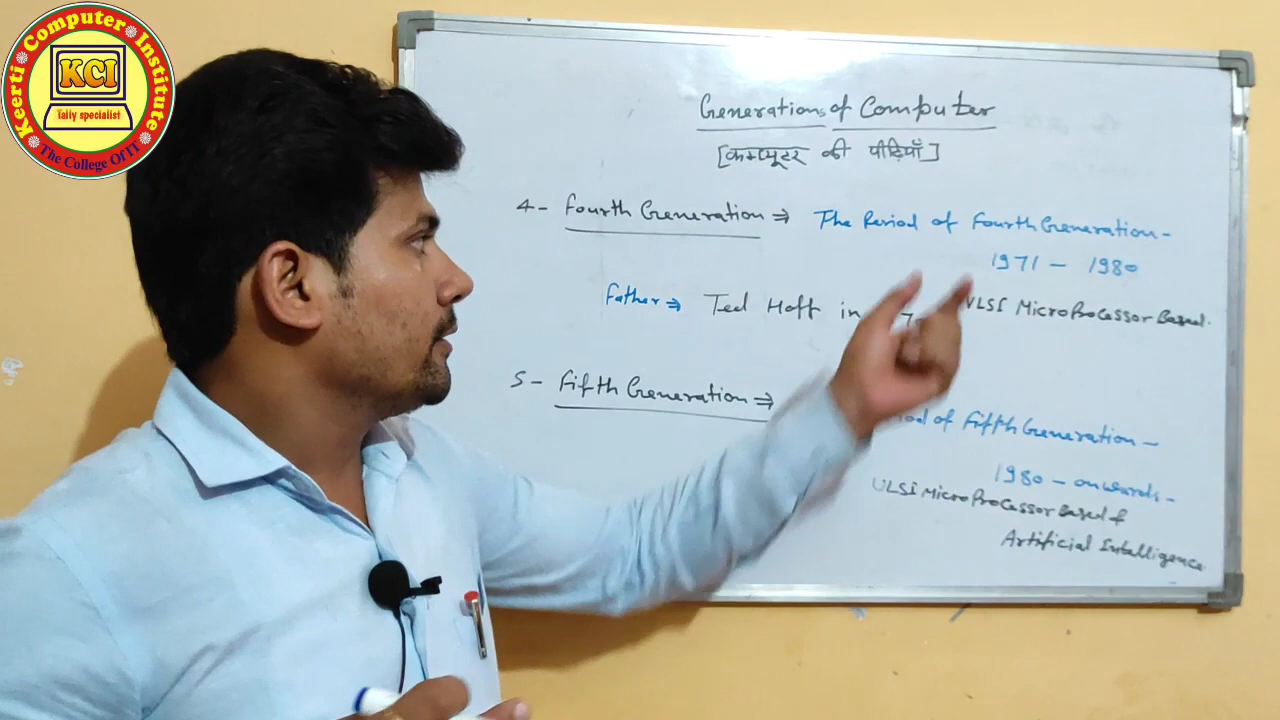 Keerti Computer Institute
KCI
Tally specialist
The College Of IT
Generations of Computer
[कम्प्यूटर की पीढ़ियाँ]
4- Fourth Generation ⇒ The Period of Fourth Generation -
1971 - 1980
Father ⇒ Ted Hoff in VLSI MicroProcessor Based.
5- Fifth Generation ⇒ of Fifth Generation -
1980 - onwards -
ULSI MicroProcessor Based &
Artificial Intelligence.